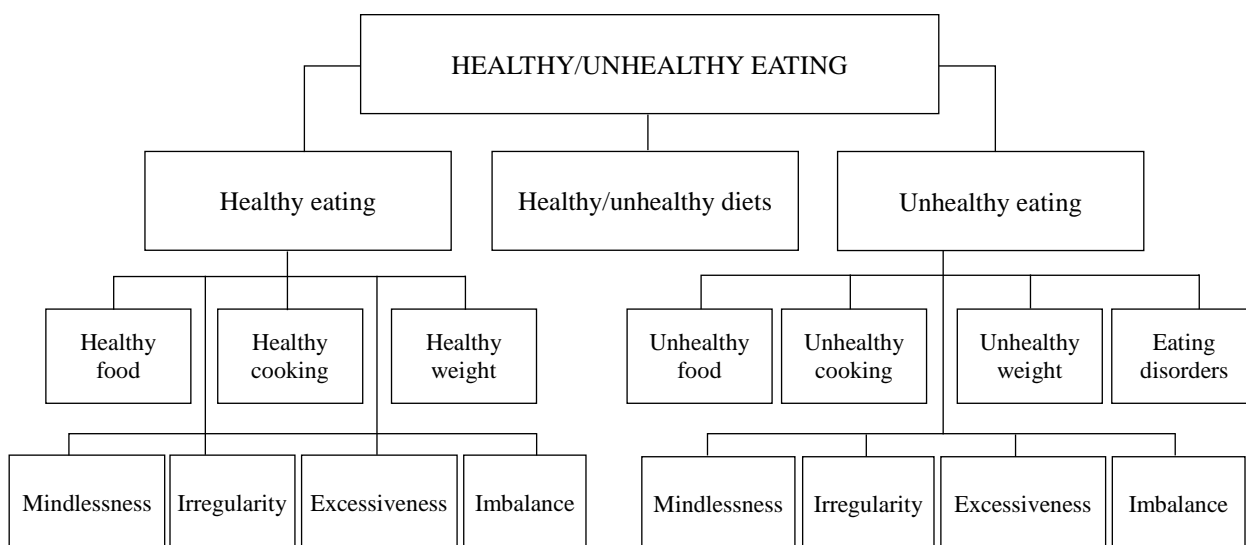 HEALTHY/UNHEALTHY EATING
Healthy eating
Healthy/unhealthy diets
Unhealthy eating
Healthy
food
Healthy
cooking
Healthy
weight
Unhealthy
food
Unhealthy
cooking
Unhealthy
weight
Eating
disorders
Mindlessness
Irregularity
Excessiveness
Imbalance
Mindlessness
Irregularity
Excessiveness
Imbalance